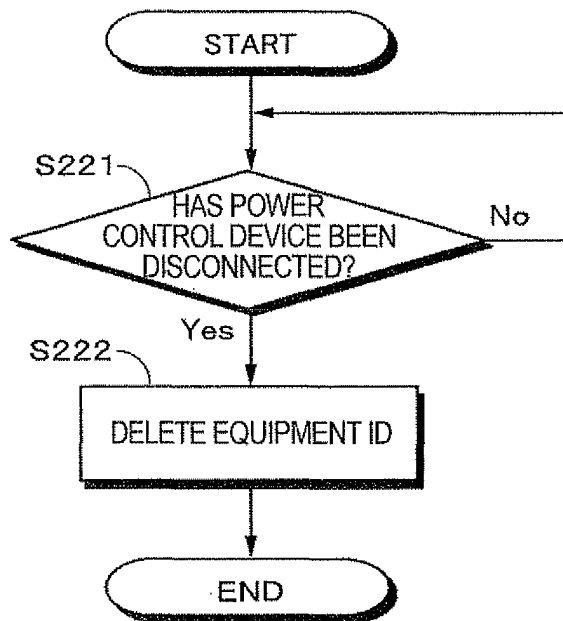 START
S221
HAS POWER
CONTROL DEVICE BEEN
DISCONNECTED?
No
Yes
S222
DELETE EQUIPMENT ID
END